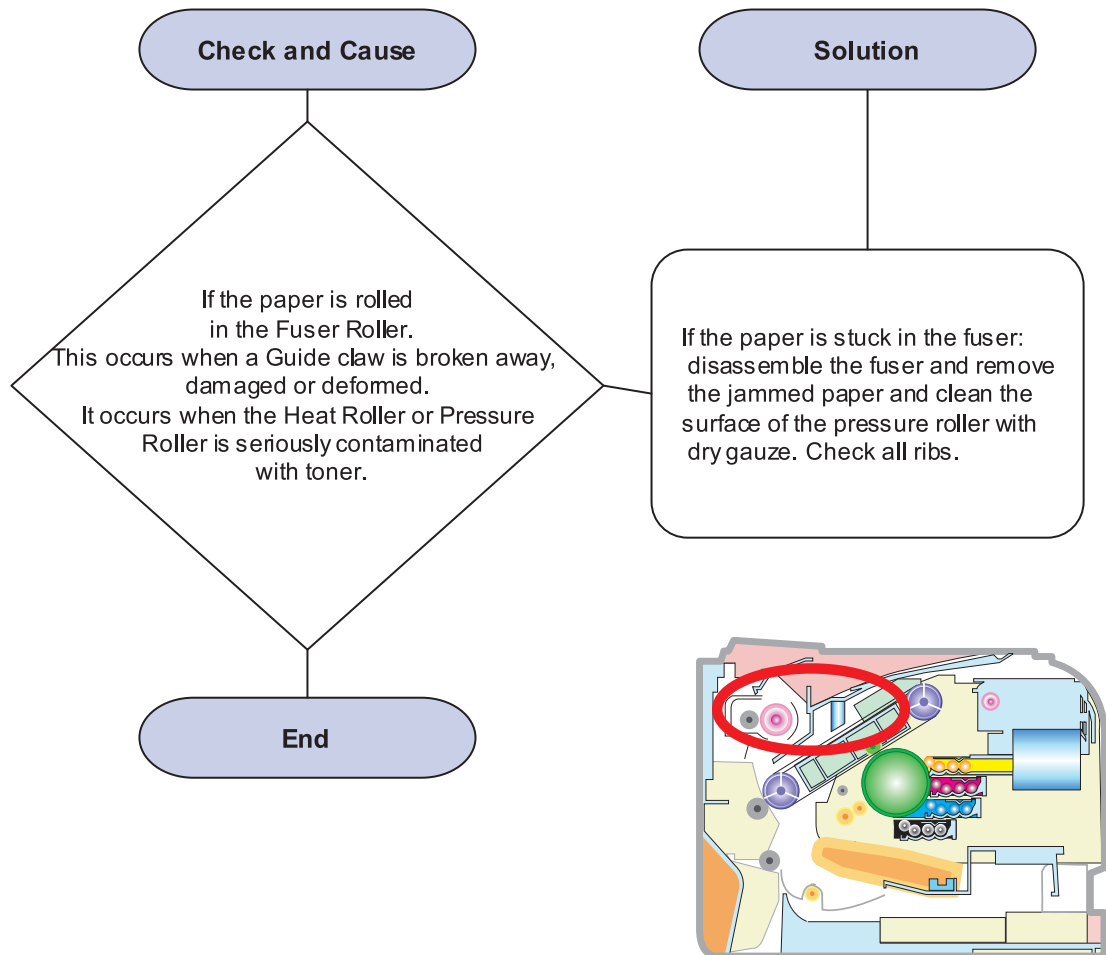 Check and Cause
Solution
If the paper is rolled
in the Fuser Roller.
This occurs when a Guide claw is broken away,
damaged or deformed.
It occurs when the Heat Roller or Pressure
Roller is seriously contaminated
with toner.
If the paper is stuck in the fuser:
disassemble the fuser and remove
the jammed paper and clean the
surface of the pressure roller with
dry gauze. Check all ribs.
End